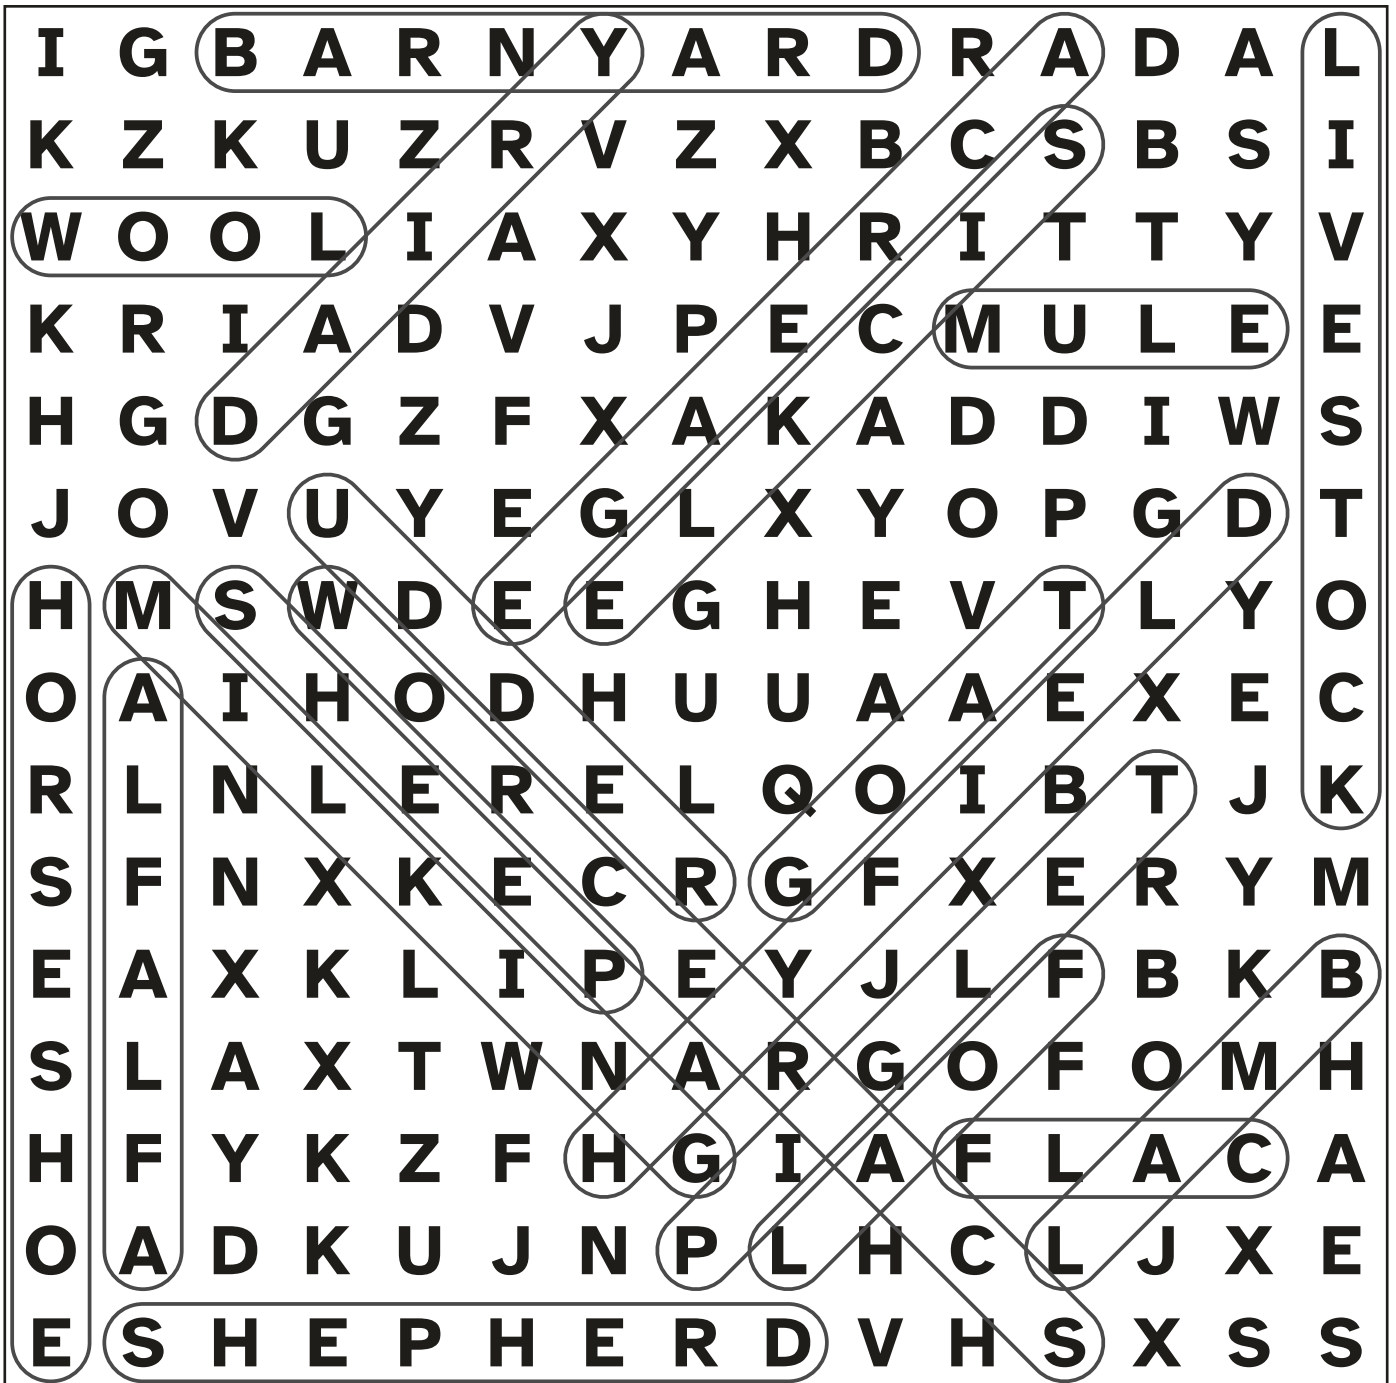 I G B A R N Y A R D R A D A L
K Z K U Z R V Z X B C S B S I
W O O L I A X Y H R I T T Y V
K R I A D V J P E C M U L E E
H G D G Z F X A K A D D I W S
J O V U Y E G L X Y O P G D T
H M S W D E E G H E V T L Y O
O A I H O D H U U A A E X E C
R L N L E R E L Q O I B T J K
S F N X K E C R G F X E R Y M
E A X K L I P E Y J L F B K B
S L A X T W N A R G O F O M H
H F Y K Z F H G I A F L A C A
O A D K U J N P L H C L J X E
E S H E P H E R D V H S X S S